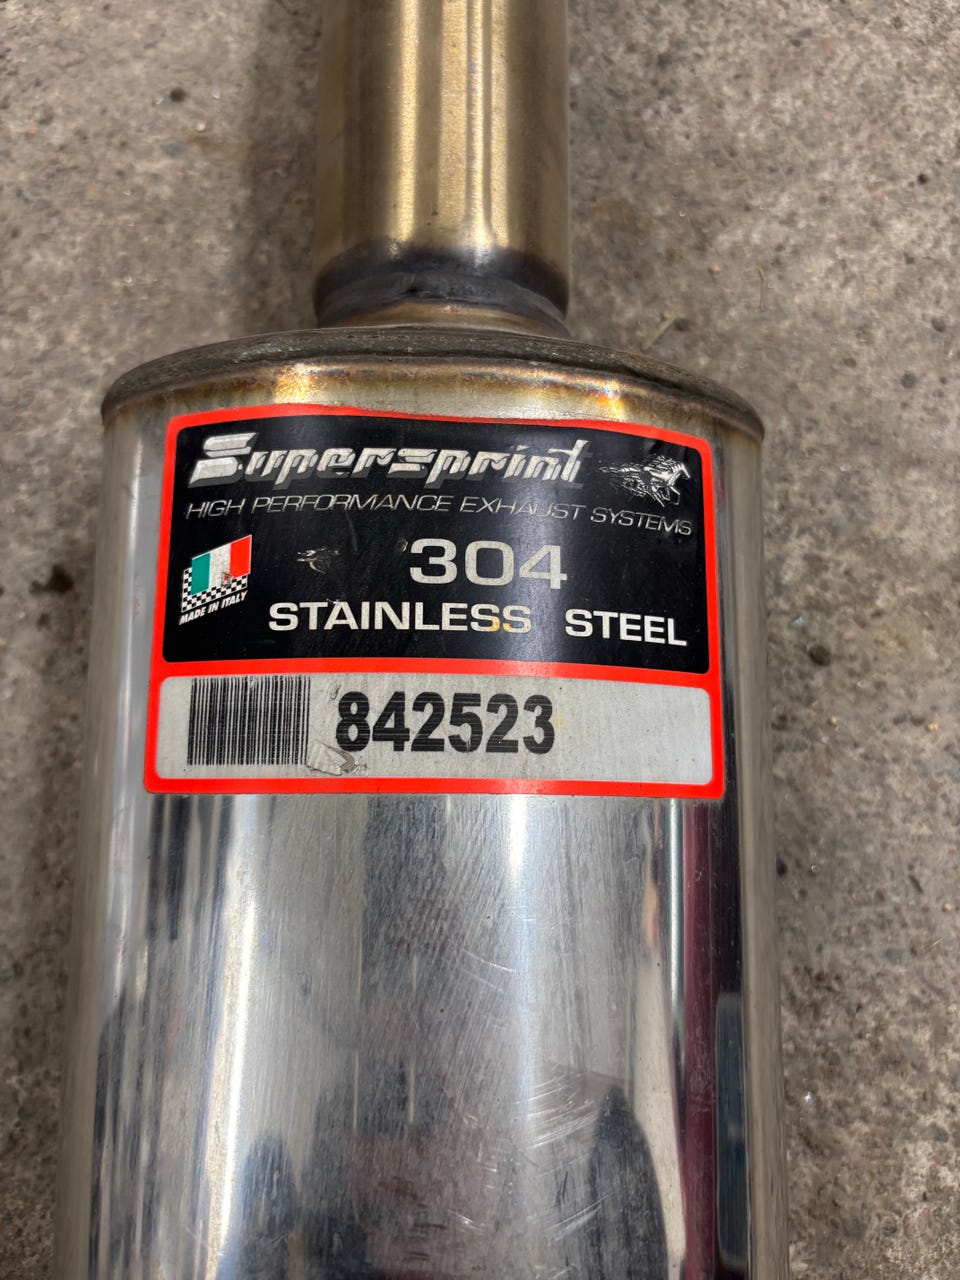 Supersprint
HIGH PERFORMANCE EXHAUST SYSTEMS
304
MADE IN ITALY
STAINLESS STEEL
842523